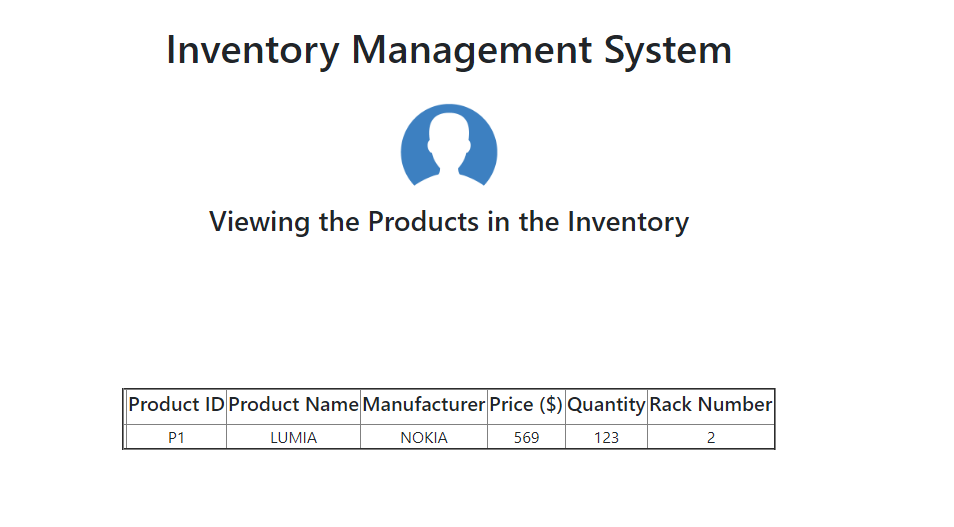 Inventory Management System
Viewing the Products in the Inventory
Product ID Product Name Manufacturer Price ($) Quantity Rack Number
P1 LUMIA NOKIA 569 123 2